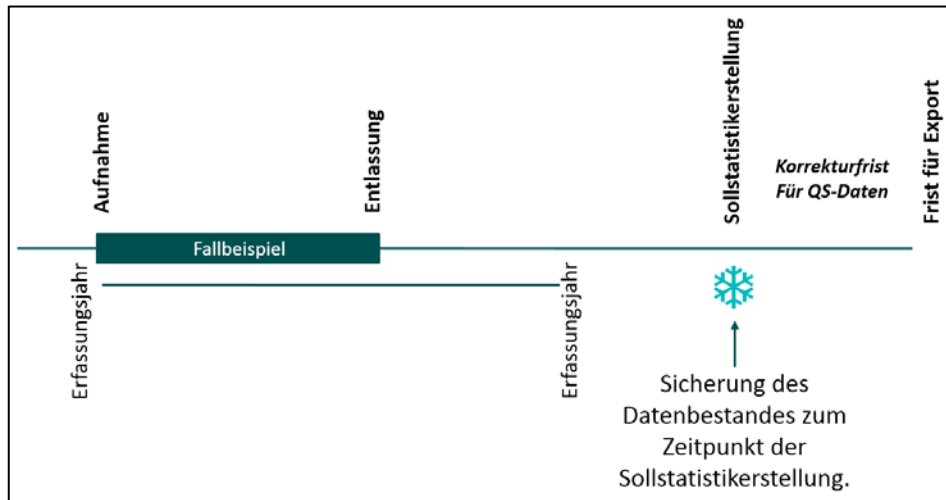 Aufnahme
Entlassung
Sollstatistikerstellung
Korrekturfrist
Für QS-Daten
Frist für Export
Fallbeispiel
Erfassungsjahr
Erfassungsjahr
Sicherung des
Datenbestandes zum
Zeitpunkt der
Sollstatistikerstellung.